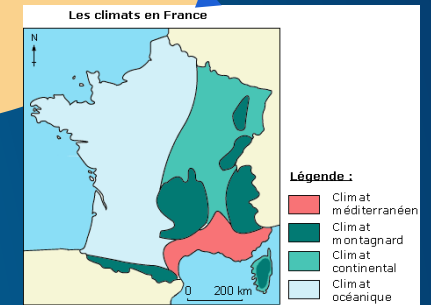 Les climats en France
N
Légende :
Climat
méditerranéen
Climat
montagnard
Climat
continental
Climat
océanique
0 200 km